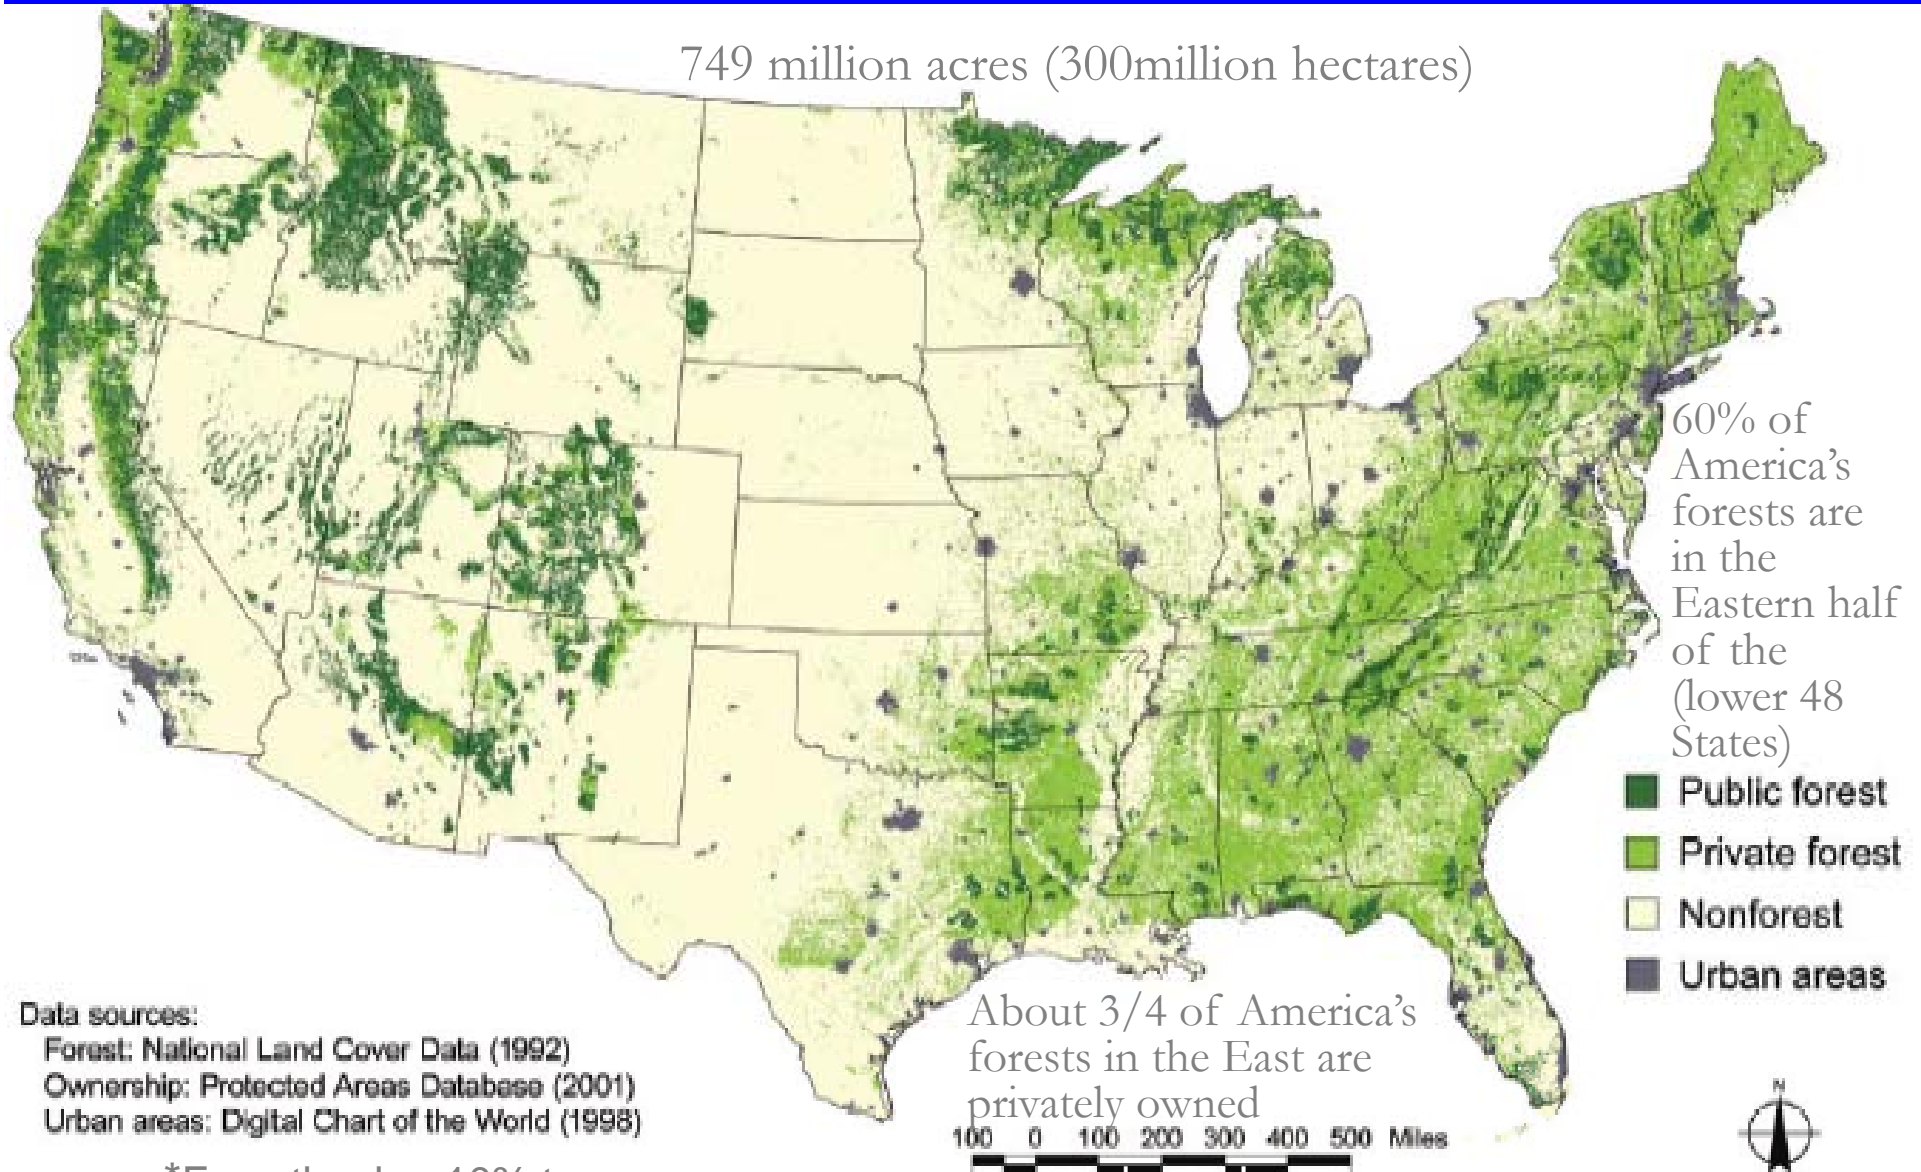 749 million acres (300million hectares)
60% of
America's
forests are
in the
Eastern half
of the
(lower 48
States)
Public forest
Private forest
Nonforest
Urban areas
About 3/4 of America's
forests in the East are
privately owned
Data sources:
Forest: National Land Cover Data (1992)
Ownership: Protected Areas Database (2001)
Urban areas: Digital Chart of the World (1998)
100 0 100 200 300 400 500 Miles
N